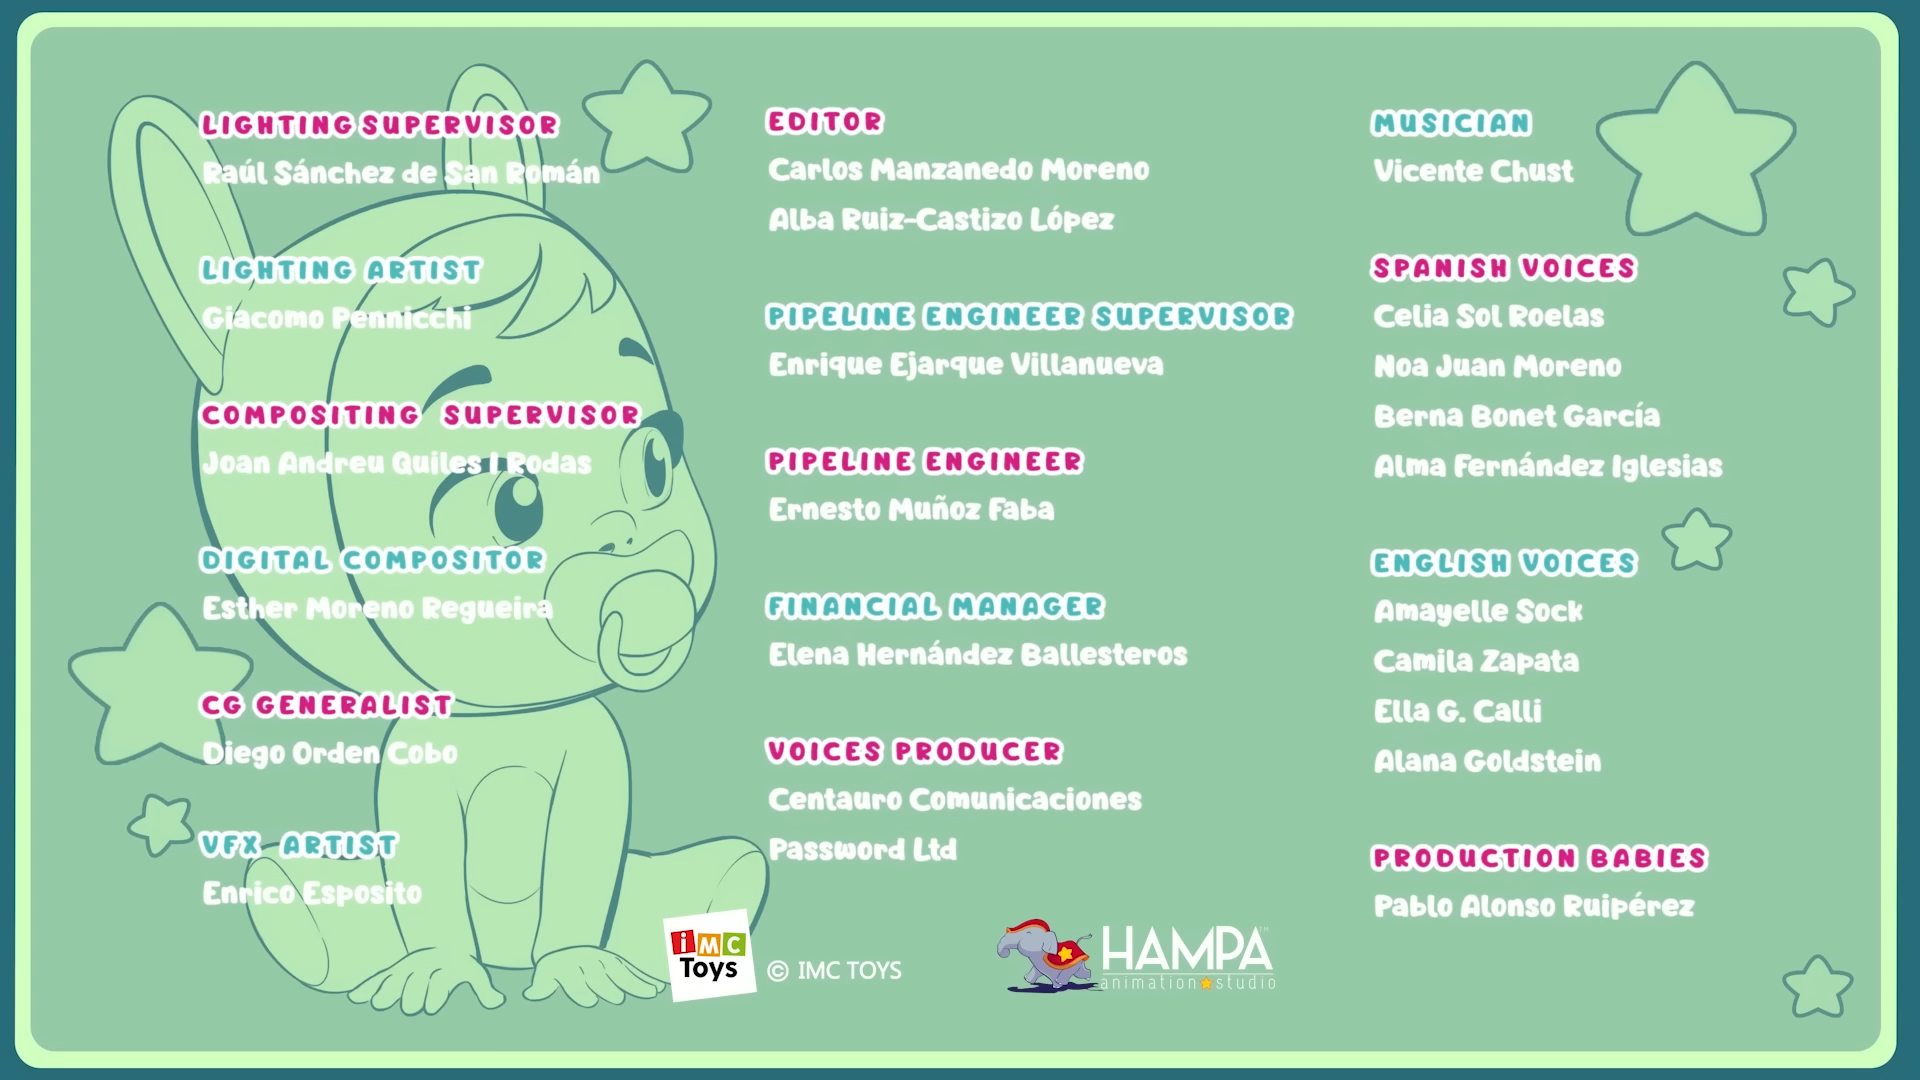 LIGHTING SUPERVISOR
Raúl Sánchez de San Román
LIGHTING ARTIST
Giacomo Pennicchi
COMPOSITING SUPERVISOR
Joan Andreu Quiles I Rodas
DIGITAL COMPOSITOR
Esther Moreno Regueira
CG GENERALIST
Diego Orden Cobo
VFX ARTIST
Enrico Esposito
EDITOR
Carlos Manzanedo Moreno
Alba Ruiz-Castizo López
PIPELINE ENGINEER SUPERVISOR
Enrique Ejarque Villanueva
PIPELINE ENGINEER
Ernesto Muñoz Faba
FINANCIAL MANAGER
Elena Hernández Ballesteros
VOICES PRODUCER
Centauro Comunicaciones
Password Ltd
MUSICIAN
Vicente Chust
SPANISH VOICES
Celia Sol Roelas
Noa Juan Moreno
Berna Bonet García
Alma Fernández Iglesias
ENGLISH VOICES
Amayelle Sock
Camila Zapata
Ella G. Calli
Alana Goldstein
PRODUCTION BABIES
Pablo Alonso Ruipérez
iMC
Toys
© IMC TOYS
HAMPA™
animation studio